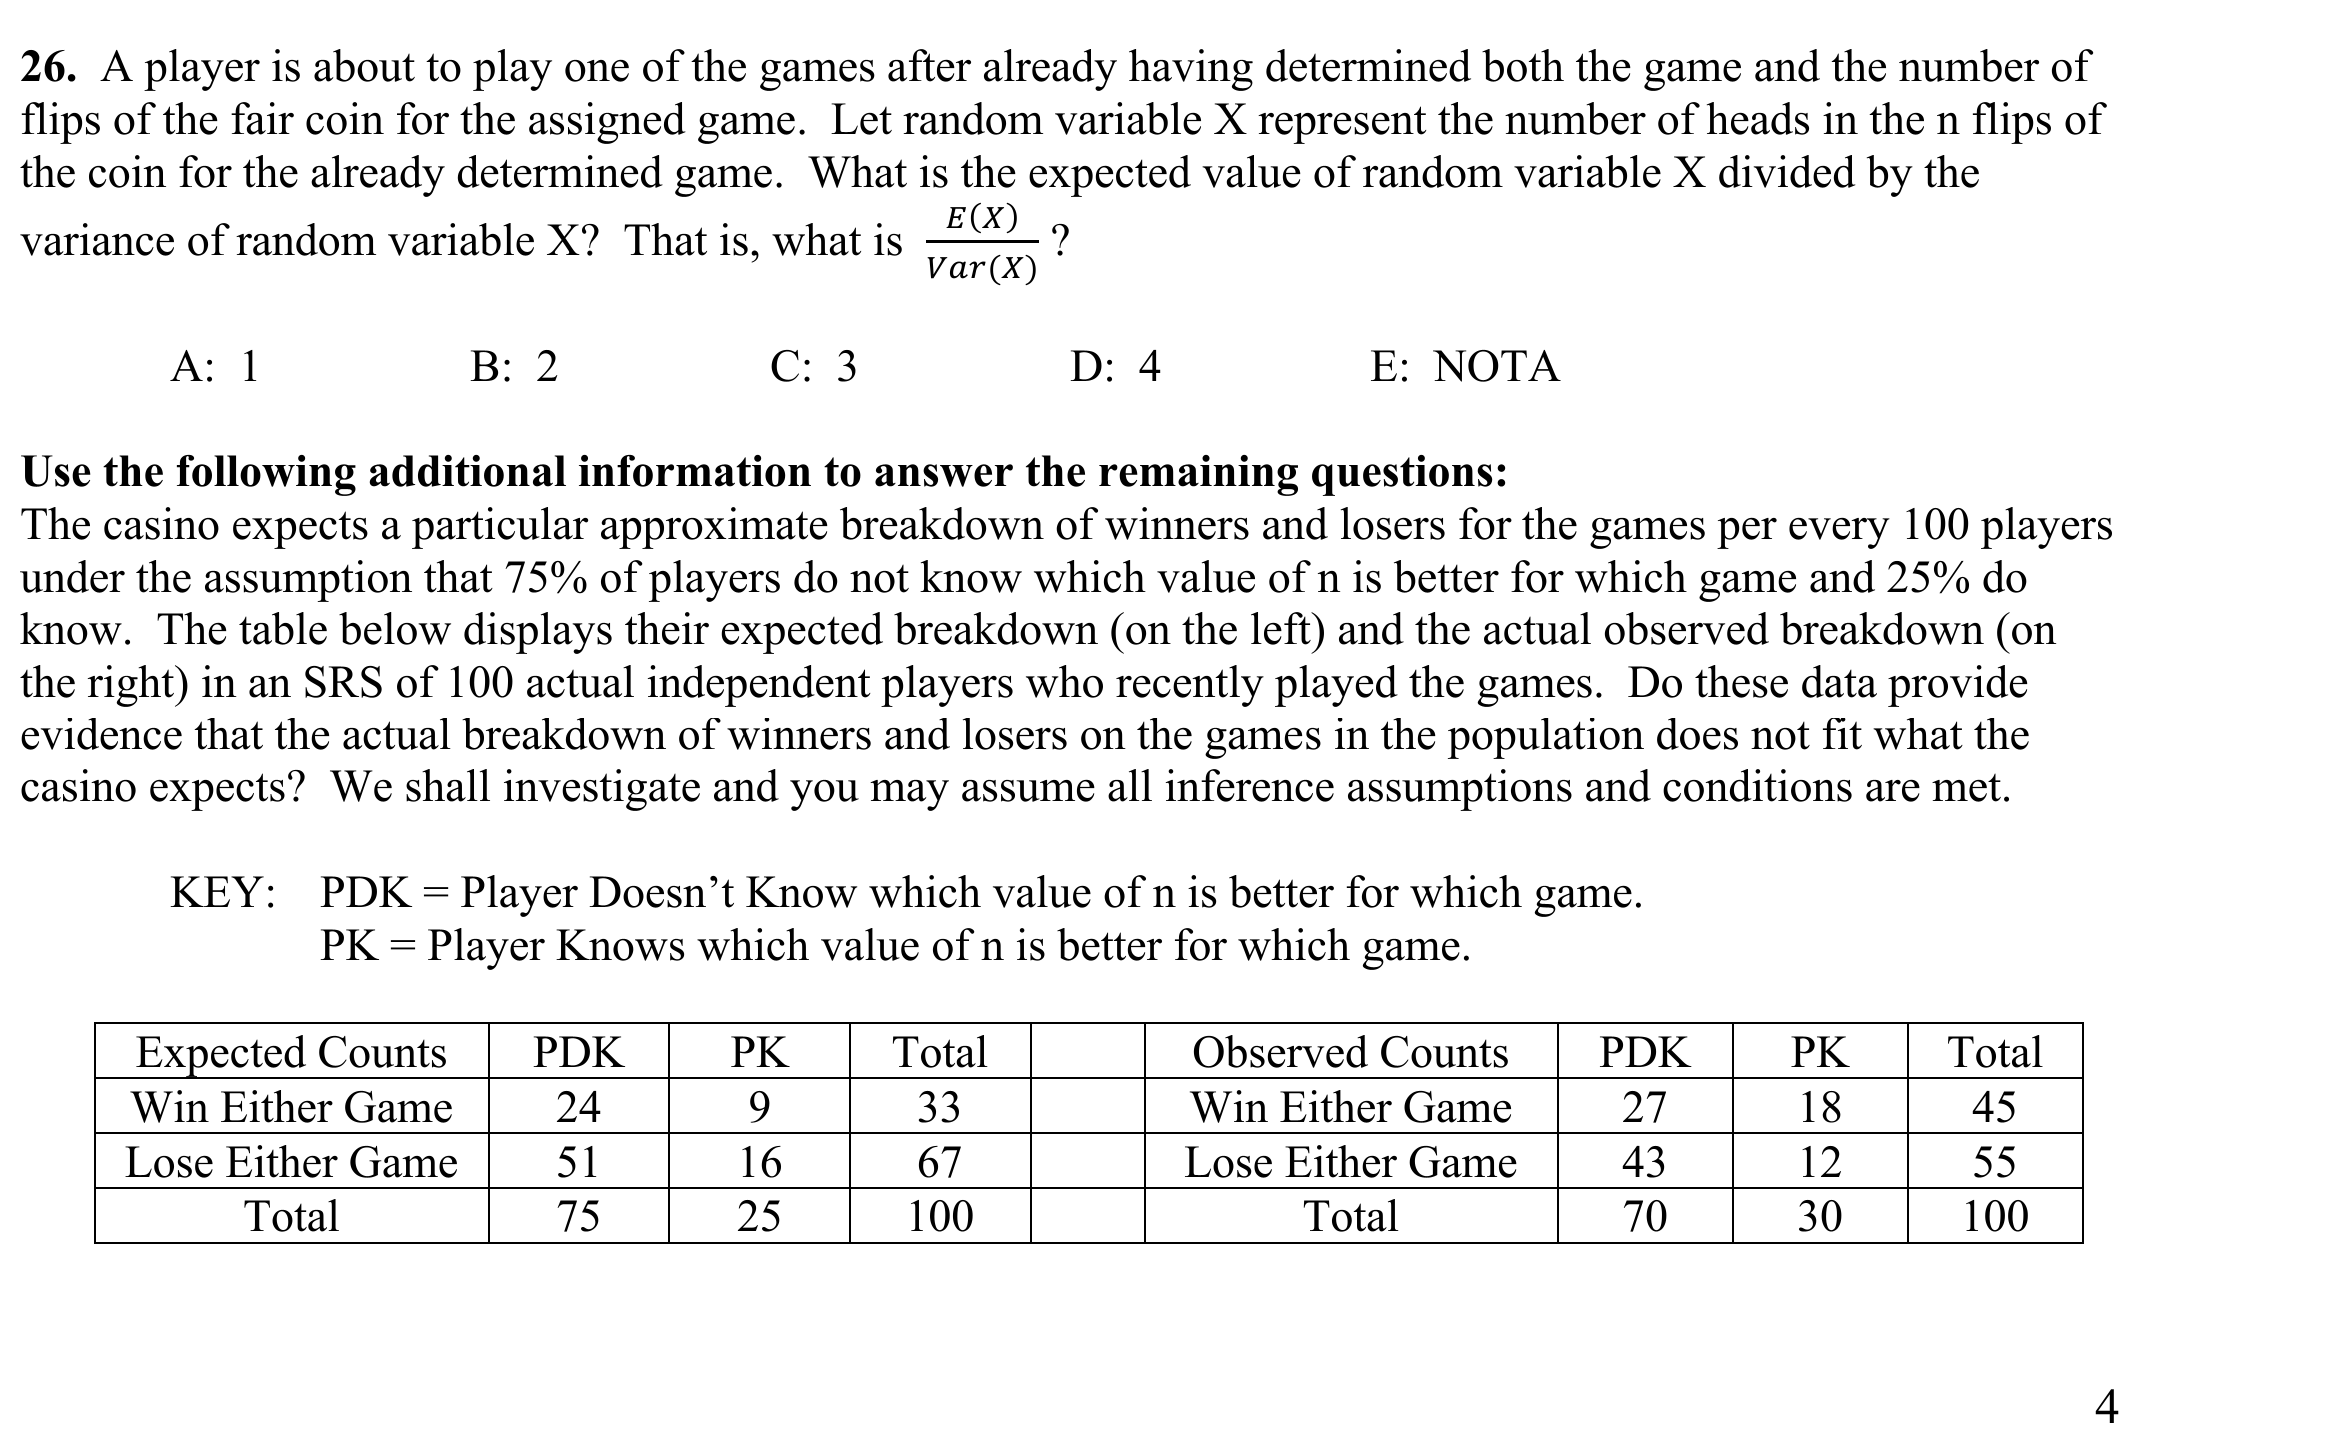 26. A player is about to play one of the games after already having determined both the game and the number of
flips of the fair coin for the assigned game. Let random variable X represent the number of heads in the n flips of
the coin for the already determined game. What is the expected value of random variable X divided by the
variance of random variable X? That is, what is E(X)/Var(X) ?
A: 1 B: 2 C: 3 D: 4 E: NOTA
Use the following additional information to answer the remaining questions:
The casino expects a particular approximate breakdown of winners and losers for the games per every 100 players
under the assumption that 75% of players do not know which value of n is better for which game and 25% do
know. The table below displays their expected breakdown (on the left) and the actual observed breakdown (on
the right) in an SRS of 100 actual independent players who recently played the games. Do these data provide
evidence that the actual breakdown of winners and losers on the games in the population does not fit what the
casino expects? We shall investigate and you may assume all inference assumptions and conditions are met.
KEY: PDK = Player Doesn’t Know which value of n is better for which game.
PK = Player Knows which value of n is better for which game.
Expected Counts PDK PK Total Observed Counts PDK PK Total
Win Either Game 24 9 33 Win Either Game 27 18 45
Lose Either Game 51 16 67 Lose Either Game 43 12 55
Total 75 25 100 Total 70 30 100
4